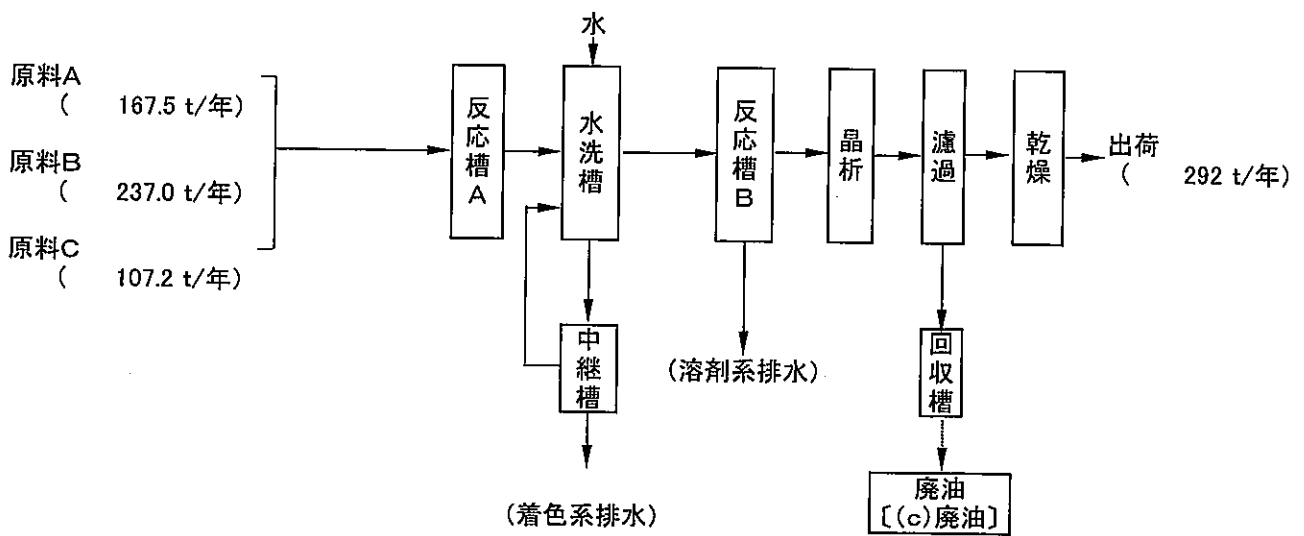 水
原料A
( 167.5 t/年)
原料B
( 237.0 t/年)
原料C
( 107.2 t/年)
反応槽A
水洗槽
反応槽B
晶析
濾過
乾燥
出荷
( 292 t/年)
中継槽
(溶剤系排水)
回収槽
(着色系排水)
廃油
〔(c)廃油〕